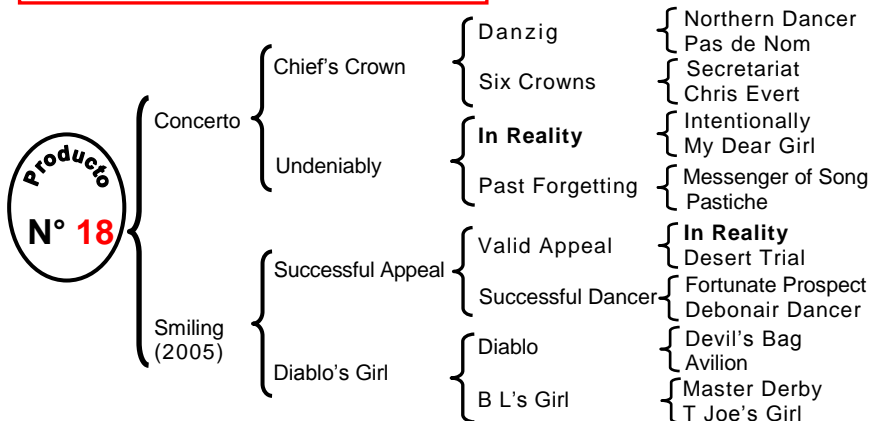 Producto
N° 18
Concerto
Smiling
(2005)
Chief's Crown
Undeniably
Successful Appeal
Diablo's Girl
Danzig
Six Crowns
In Reality
Past Forgetting
Valid Appeal
Successful Dancer
Diablo
B L's Girl
Northern Dancer
Pas de Nom
Secretariat
Chris Evert
Intentionally
My Dear Girl
Messenger of Song
Pastiche
In Reality
Desert Trial
Fortunate Prospect
Debonair Dancer
Devil's Bag
Avilion
Master Derby
T Joe's Girl